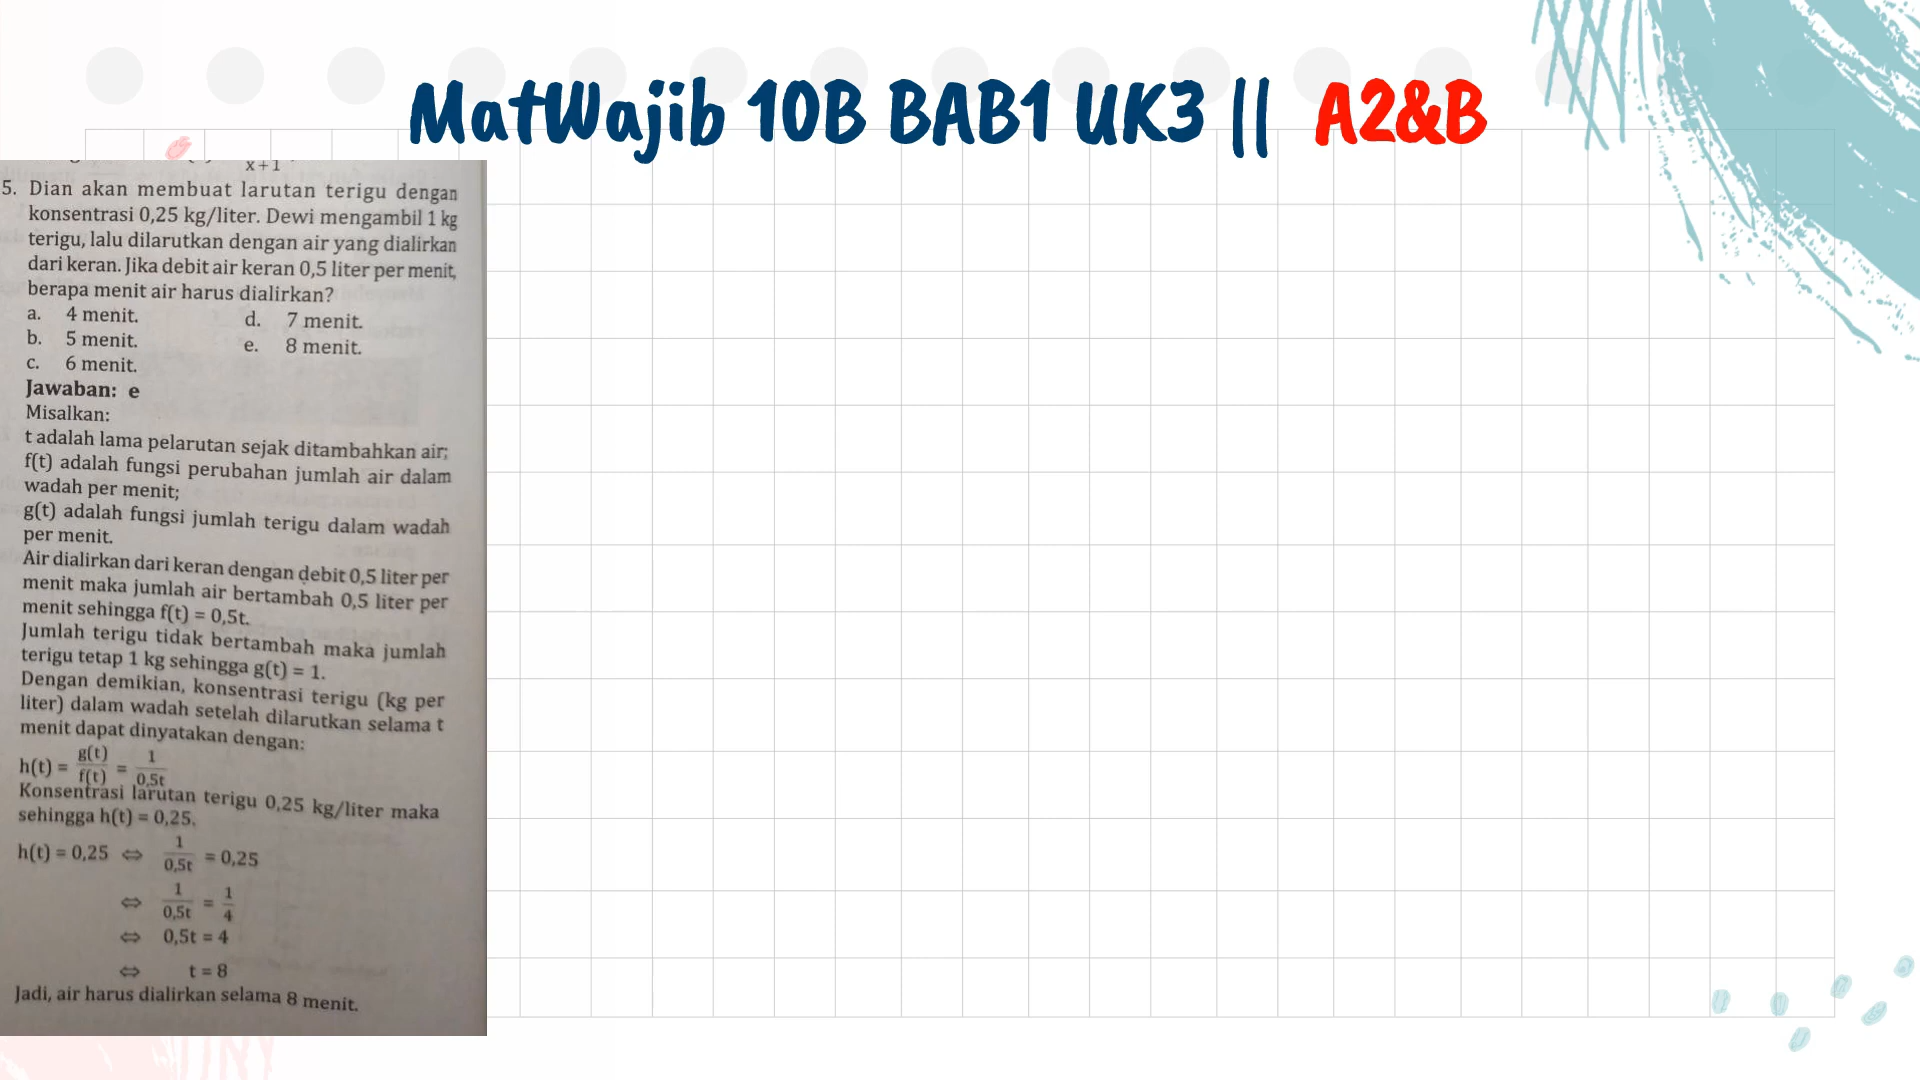 MatWajib 10B BAB1 UK3 || A2&B
x + 1
5. Dian akan membuat larutan terigu dengan
konsentrasi 0,25 kg/liter. Dewi mengambil 1 kg
terigu, lalu dilarutkan dengan air yang dialirkan
dari keran. Jika debit air keran 0,5 liter per menit,
berapa menit air harus dialirkan?
a. 4 menit. d. 7 menit.
b. 5 menit. e. 8 menit.
c. 6 menit.
Jawaban: e
Misalkan:
t adalah lama pelarutan sejak ditambahkan air;
f(t) adalah fungsi perubahan jumlah air dalam
wadah per menit;
g(t) adalah fungsi jumlah terigu dalam wadah
per menit.
Air dialirkan dari keran dengan debit 0,5 liter per
menit maka jumlah air bertambah 0,5 liter per
menit sehingga f(t) = 0,5t.
Jumlah terigu tidak bertambah maka jumlah
terigu tetap 1 kg sehingga g(t) = 1.
Dengan demikian, konsentrasi terigu (kg per
liter) dalam wadah setelah dilarutkan selama t
menit dapat dinyatakan dengan:
h(t) = g(t)/f(t) = 1/0,5t
Konsentrasi larutan terigu 0,25 kg/liter maka
sehingga h(t) = 0,25.
h(t) = 0,25 ⇔ 1/0,5t = 0,25
⇔ 1/0,5t = 1/4
⇔ 0,5t = 4
⇔ t = 8
Jadi, air harus dialirkan selama 8 menit.